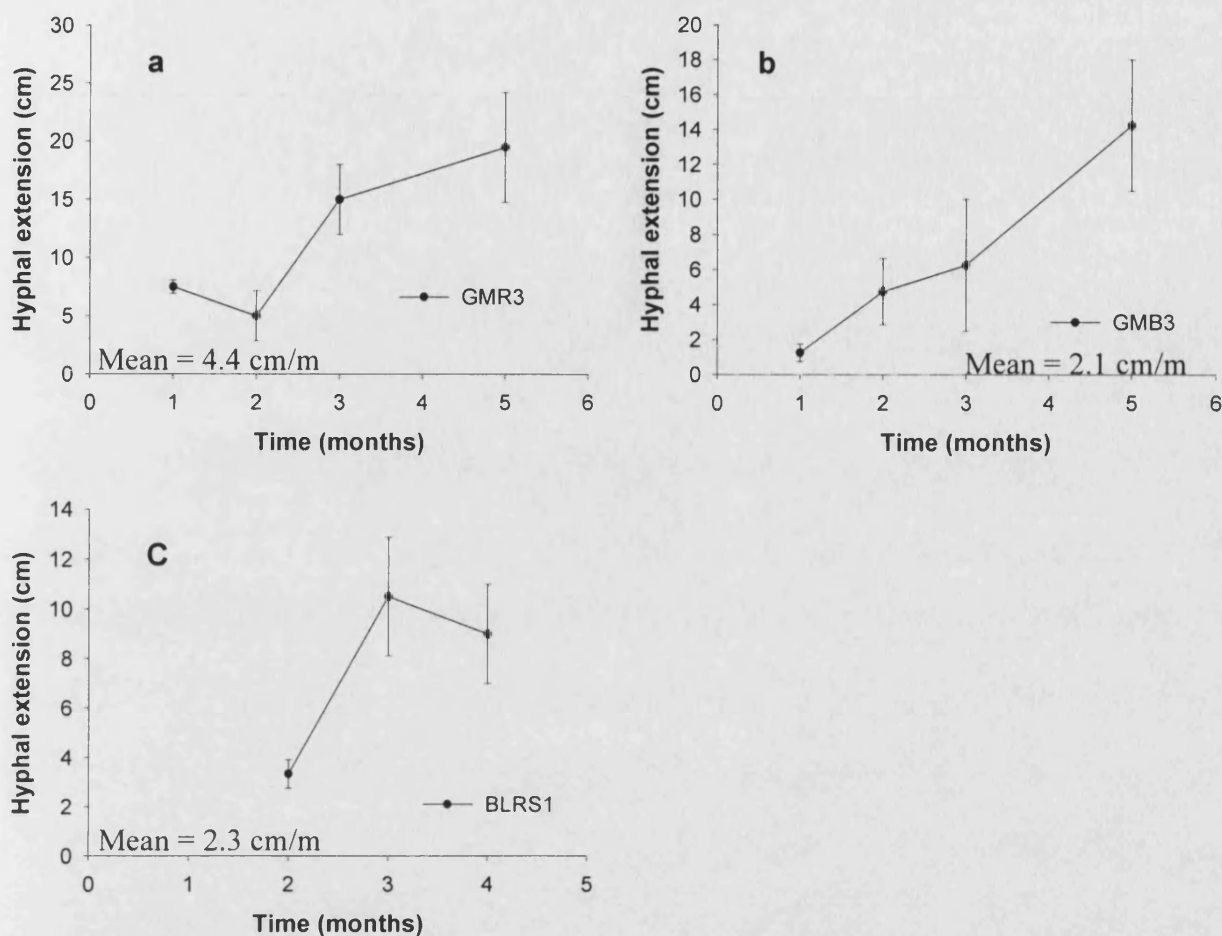 a
Hyphal extension (cm)
30
25
20
15
10
5
0
GMR3
Mean = 4.4 cm/m
0 1 2 3 4 5 6
Time (months)
b
Hyphal extension (cm)
20
18
16
14
12
10
8
6
4
2
0
GMB3
Mean = 2.1 cm/m
0 1 2 3 4 5 6
Time (months)
C
Hyphal extension (cm)
14
12
10
8
6
4
2
0
BLRS1
Mean = 2.3 cm/m
0 1 2 3 4 5
Time (months)